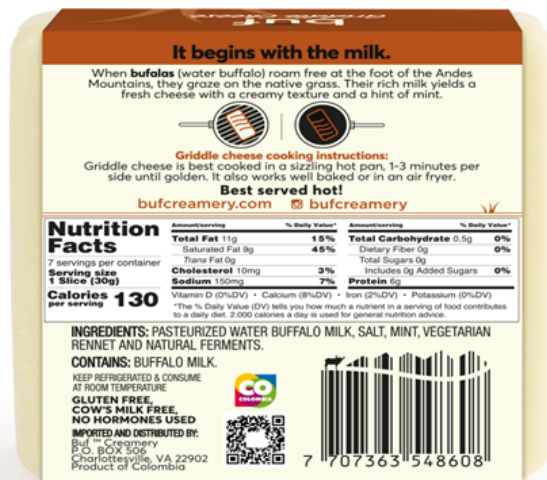 buf
Griddle Cheese
It begins with the milk.
When bufalas (water buffalo) roam free at the foot of the Andes
Mountains, they graze on the native grass. Their rich milk yields a
fresh cheese with a creamy texture and a hint of mint.
Griddle cheese cooking instructions:
Griddle cheese is best cooked in a sizzling hot pan, 1-3 minutes per
side until golden. It also works well baked or in an air fryer.
Best served hot!
bufcreamery.com bufcreamery
Nutrition
Facts
7 servings per container
Serving size
1 Slice (30g)
Calories 130
per serving
Amount/serving % Daily Value*
Total Fat 11g 15%
Saturated Fat 9g 45%
Trans Fat 0g
Cholesterol 10mg 3%
Sodium 150mg 7%
Amount/serving % Daily Value*
Total Carbohydrate 0,5g 0%
Dietary Fiber 0g 0%
Total Sugars 0g
Includes 0g Added Sugars 0%
Protein 6g
Vitamin D (0%DV) • Calcium (8%DV) • Iron (2%DV) • Potassium (0%DV)
*The % Daily Value (DV) tells you how much a nutrient in a serving of food contributes
to a daily diet. 2.000 calories a day is used for general nutrition advice.
INGREDIENTS: PASTEURIZED WATER BUFFALO MILK, SALT, MINT, VEGETARIAN
RENNET AND NATURAL FERMENTS.
CONTAINS: BUFFALO MILK.
KEEP REFRIGERATED & CONSUME
AT ROOM TEMPERATURE
GLUTEN FREE,
COW'S MILK FREE,
NO HORMONES USED
IMPORTED AND DISTRIBUTED BY:
Buf ™ Creamery
P.O. BOX 506
Charlottesville, VA 22902
Product of Colombia
CO
COLOMBIA
7 707363 548608